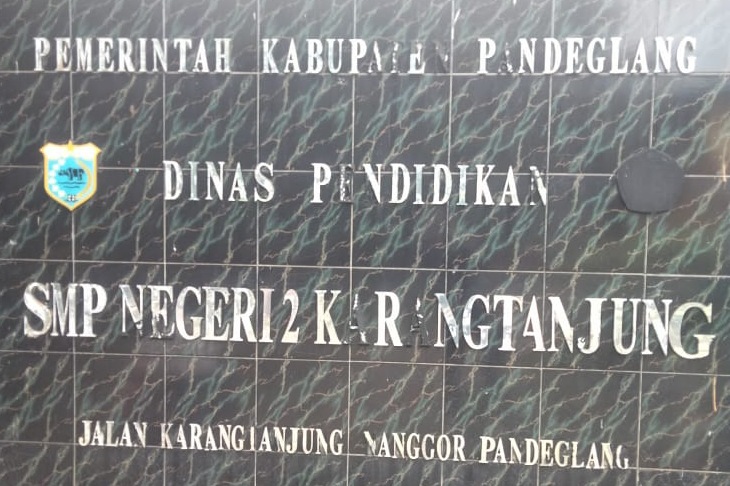 PEMERINTAH KABUPATEN PANDEGLANG
DINAS PENDIDIKAN
SMP NEGERI 2 KARANGTANJUNG
JALAN KARANGTANJUNG NANGGOR PANDEGLANG